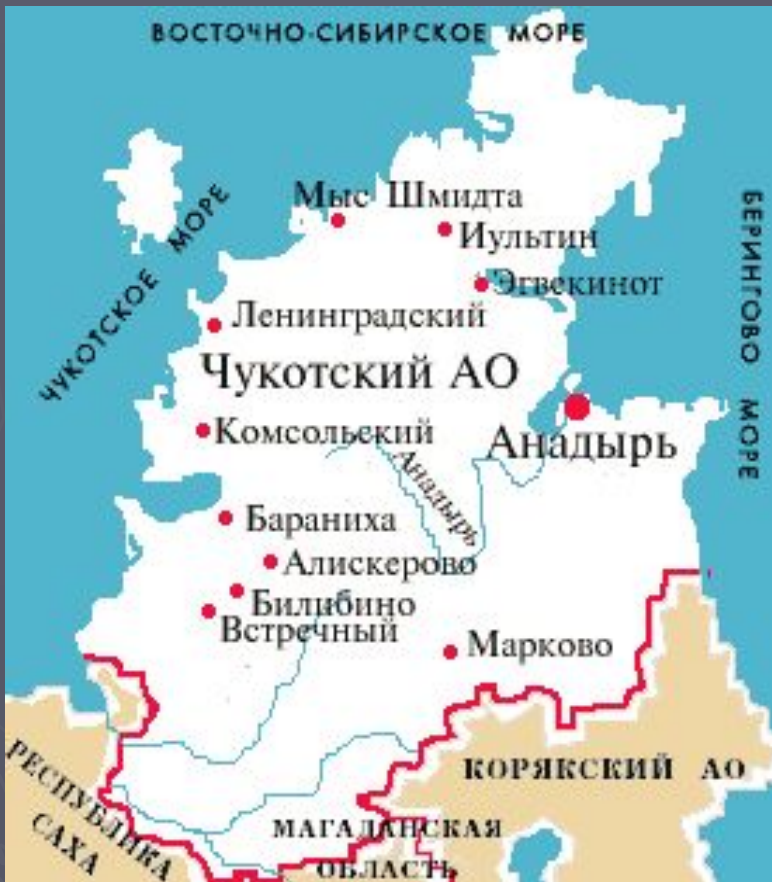 ВОСТОЧНО-СИБИРСКОЕ МОРЕ
Мыс Шмидта
Иультин
Эгвекинот
ЧУКОТСКОЕ МОРЕ
БЕРИНГОВО МОРЕ
Ленинградский
Чукотский АО
Комсольский
Анадырь
Анадырь
Бараниха
Алискерово
Билибино
Встречный
Марково
КОРЯКСКИЙ АО
РЕСПУБЛИКА
САХА
МАГАДАНСКАЯ
ОБЛАСТЬ